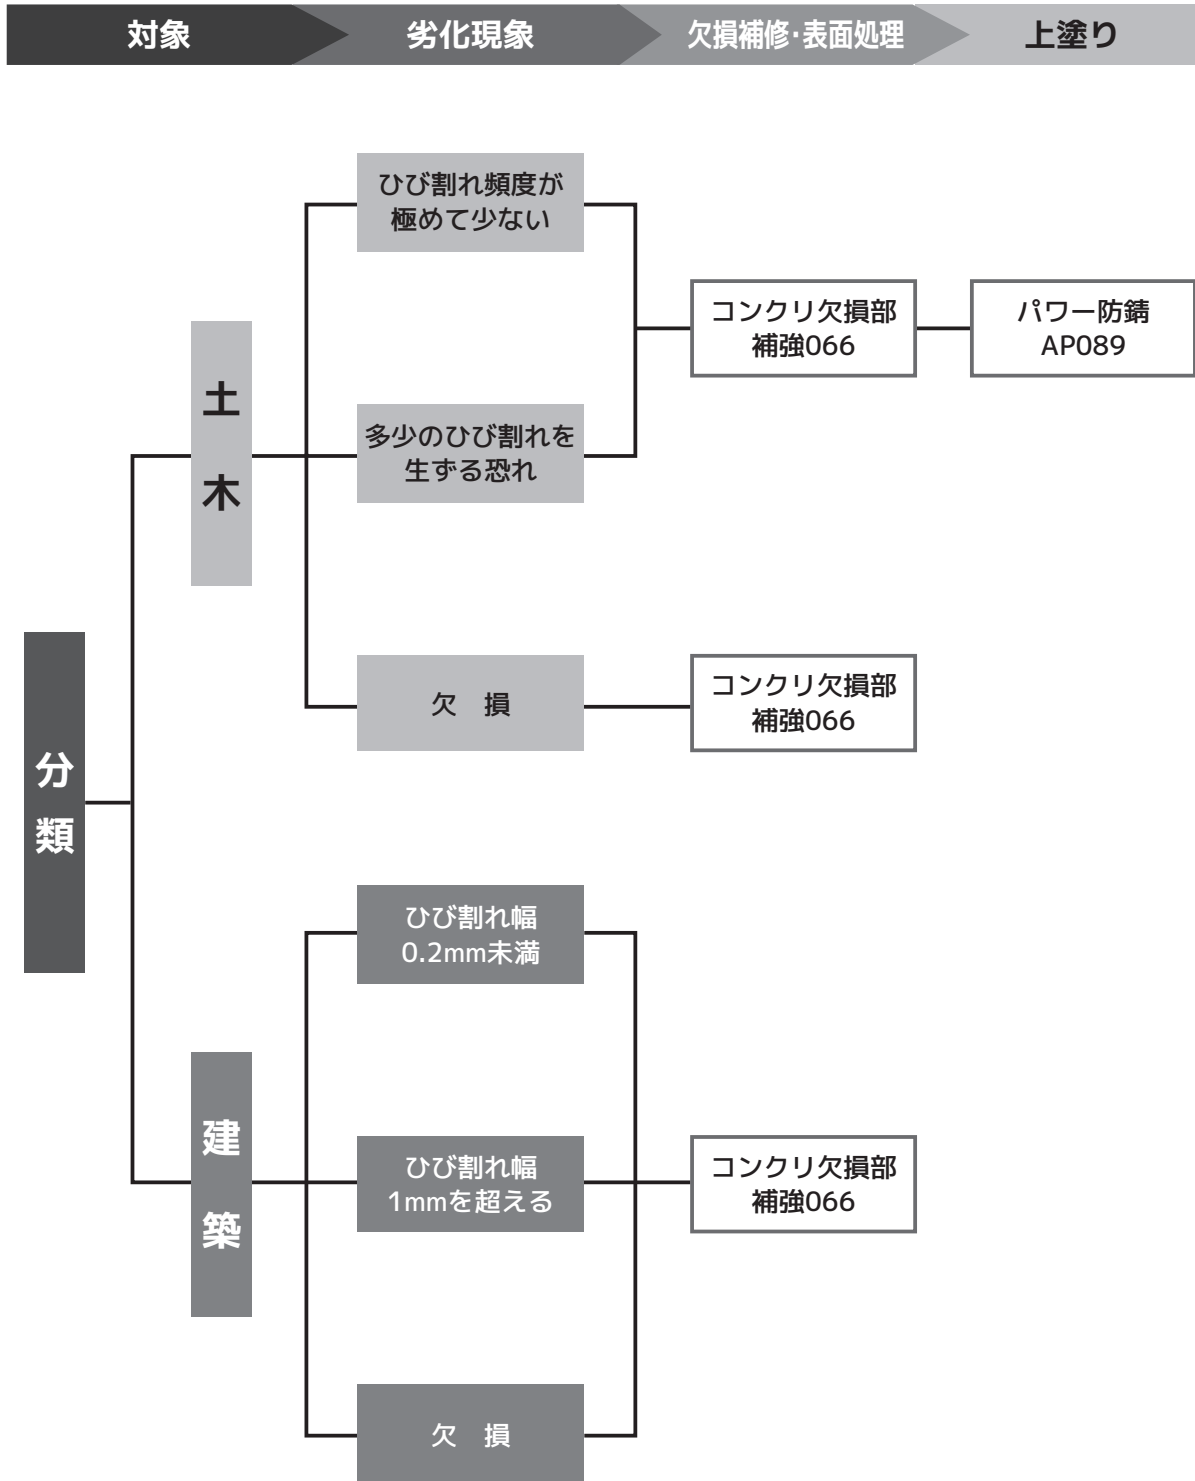 対象
劣化現象
欠損補修・表面処理
上塗り
分類
土木
ひび割れ頻度が
極めて少ない
多少のひび割れを
生ずる恐れ
コンクリ欠損部
補強066
パワー防錆
AP089
欠　損
コンクリ欠損部
補強066
建築
ひび割れ幅
0.2mm未満
ひび割れ幅
1mmを超える
欠　損
コンクリ欠損部
補強066